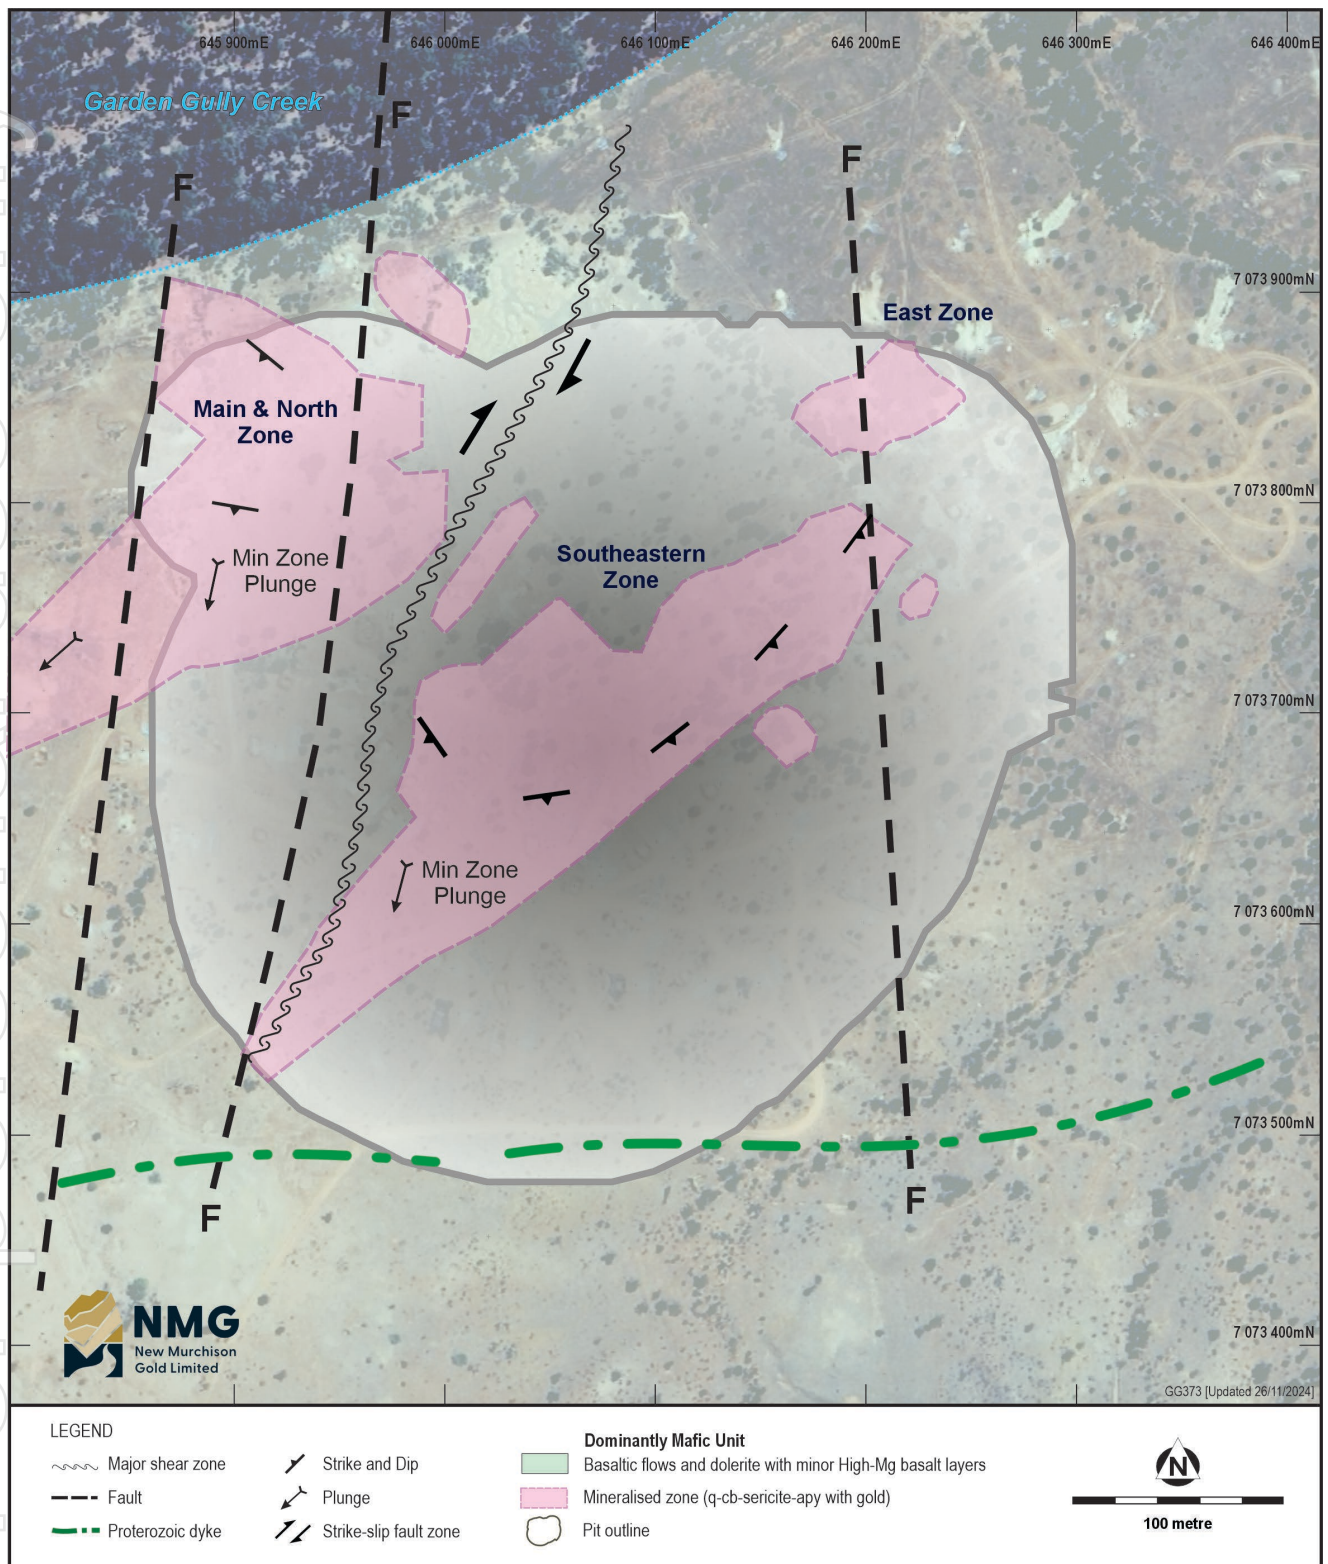 645 900mE
646 000mE
646 100mE
646 200mE
646 300mE
646 400mE
Garden Gully Creek
F
F
F
7 073 900mN
East Zone
Main & North
Zone
7 073 800mN
Southeastern
Zone
Min Zone
Plunge
7 073 700mN
Min Zone
Plunge
7 073 600mN
7 073 500mN
F
F
NMG
New Murchison
Gold Limited
7 073 400mN
GG373 [Updated 26/11/2024]
LEGEND
Major shear zone
Fault
Proterozoic dyke
Strike and Dip
Plunge
Strike-slip fault zone
Dominantly Mafic Unit
Basaltic flows and dolerite with minor High-Mg basalt layers
Mineralised zone (q-cb-sericite-apy with gold)
Pit outline
N
100 metre